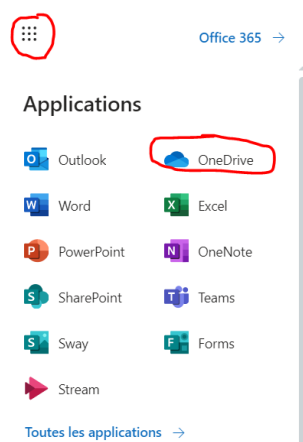 Office 365 →
Applications
Outlook
OneDrive
Word
Excel
PowerPoint
OneNote
SharePoint
Teams
Sway
Forms
Stream
Toutes les applications →